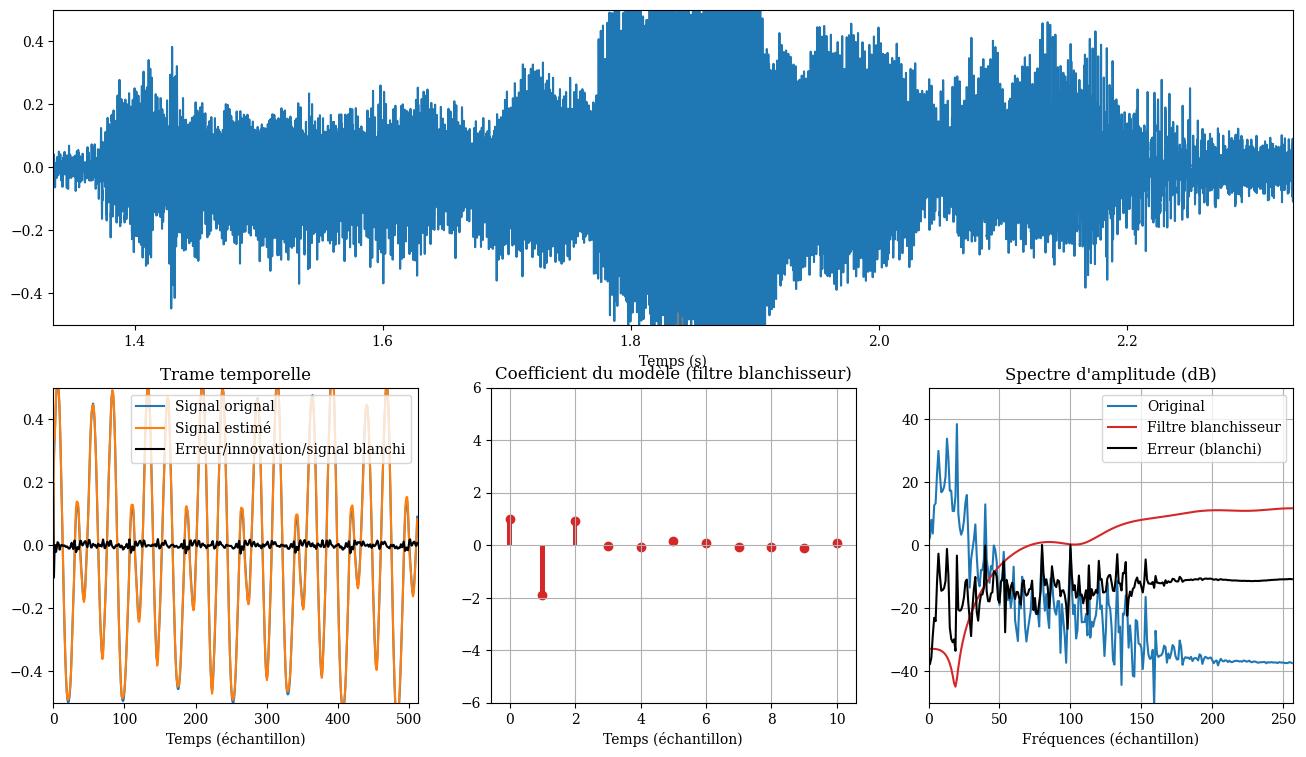 0.4
0.2
0.0
−0.2
−0.4
1.4 1.6 1.8 2.0 2.2
Temps (s)
Trame temporelle
0.4
0.2
0.0
−0.2
−0.4
Signal orignal
Signal estimé
Erreur/innovation/signal blanchi
0 100 200 300 400 500
Temps (échantillon)
Coefficient du modèle (filtre blanchisseur)
6
4
2
0
−2
−4
−6
0 2 4 6 8 10
Temps (échantillon)
Spectre d'amplitude (dB)
40
20
0
−20
−40
Original
Filtre blanchisseur
Erreur (blanchi)
0 50 100 150 200 250
Fréquences (échantillon)